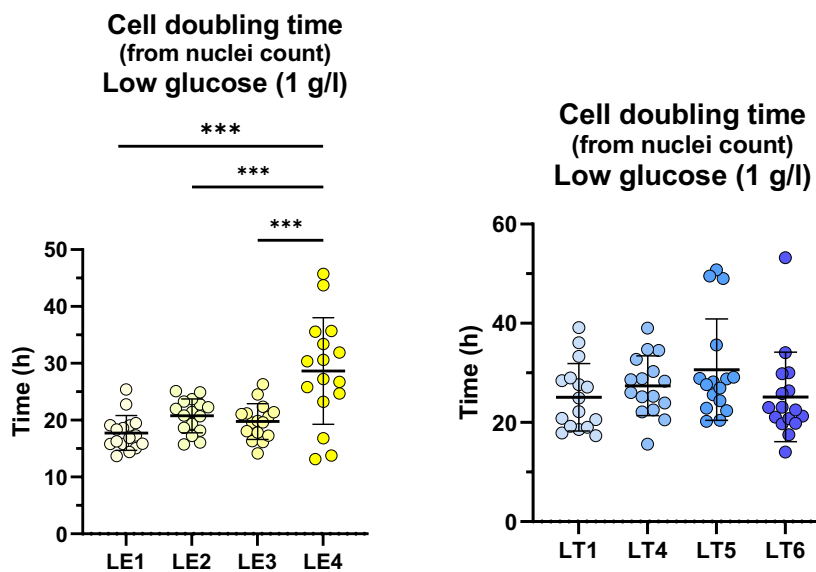 Cell doubling time
(from nuclei count)
Low glucose (1 g/l)
***
***
***
50
40
30
20
10
0
Time (h)
LE1 LE2 LE3 LE4
Cell doubling time
(from nuclei count)
Low glucose (1 g/l)
60
40
20
0
Time (h)
LT1 LT4 LT5 LT6